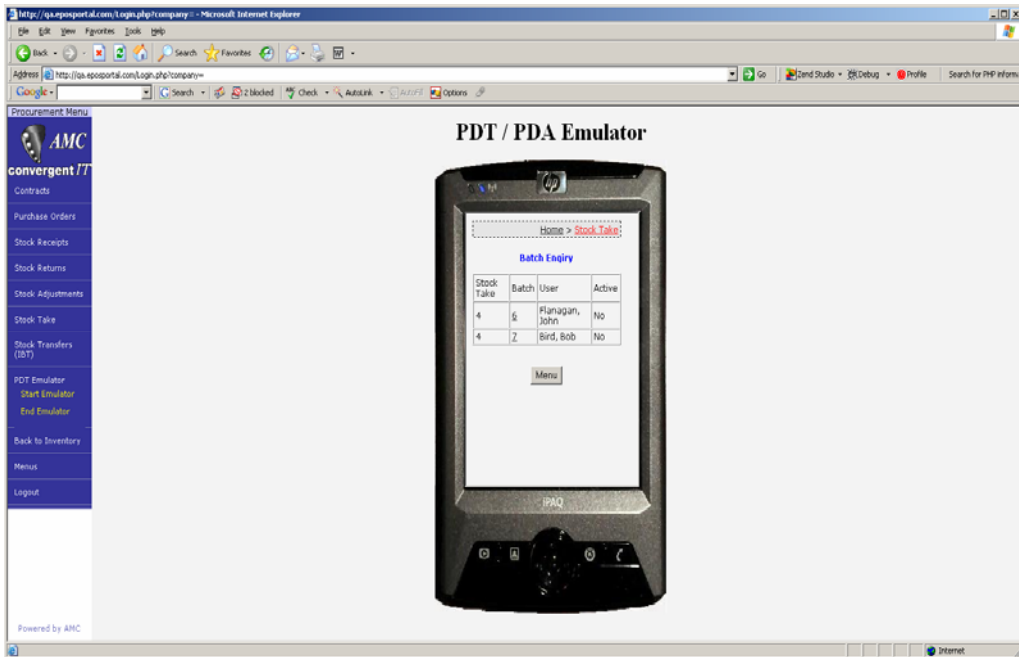 http://qa.eposportal.com/Login.php?company= - Microsoft Internet Explorer
File Edit View Favorites Tools Help
Back Search Favorites
Address http://qa.eposportal.com/Login.php?company= Go Zend Studio Debug Profile Search for PHP inform
Google Search 2 blocked Check AutoLink AutoFill Options
Procurement Menu
AMC
convergent IT
Contracts
Purchase Orders
Stock Receipts
Stock Returns
Stock Adjustments
Stock Take
Stock Transfers
(IBT)
PDT Emulator
Start Emulator
End Emulator
Back to Inventory
Menus
Logout
Powered by AMC
PDT / PDA Emulator
hp
Home > Stock Take
Batch Enqiry
Stock Take Batch User Active
4 6 Flanagan, John No
4 7 Bird, Bob No
Menu
iPAQ
Internet